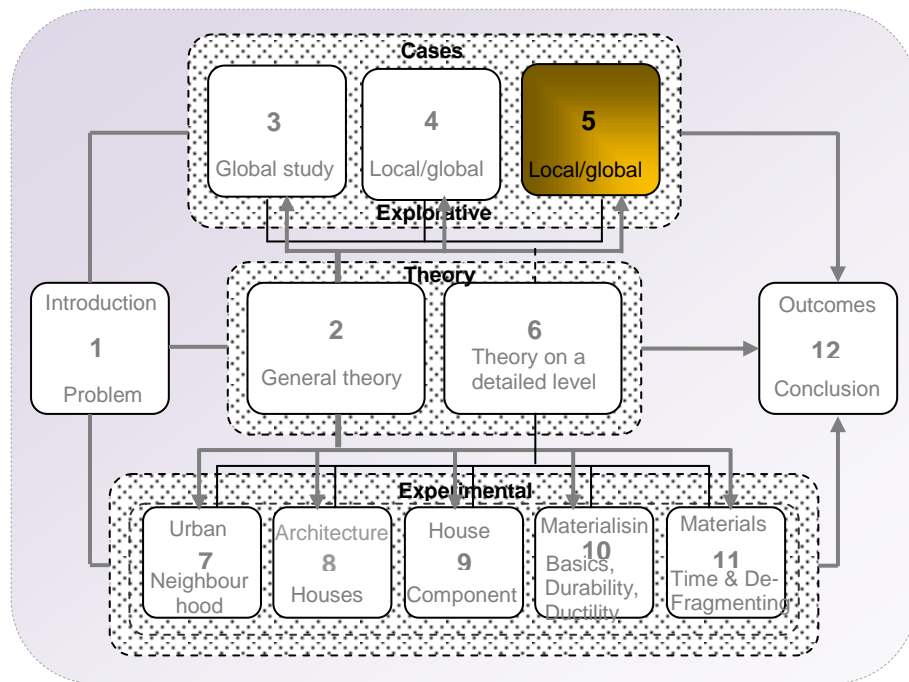 Cases
3
Global study
4
Local/global
5
Local/global
Explorative
Theory
Introduction
1
Problem
2
General theory
6
Theory on a
detailed level
Outcomes
12
Conclusion
Experimental
Urban
7
Neighbour
hood
Architecture
8
Houses
House
9
Component
Materialisin
10
Basics,
Durability,
Ductility
Materials
11
Time & De-
Fragmenting